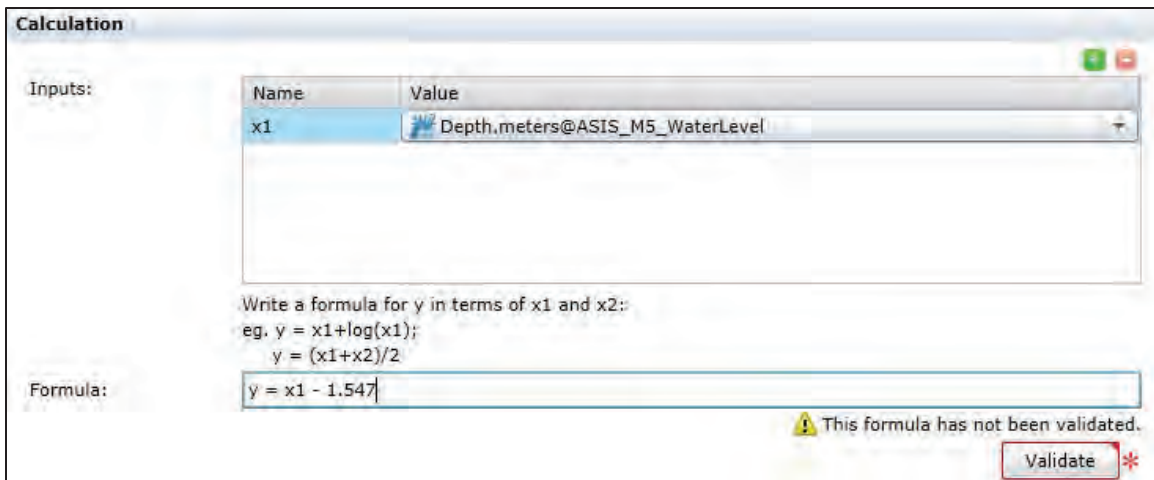 Calculation
Inputs:
Name Value
x1 Depth.meters@ASIS_M5_WaterLevel
Write a formula for y in terms of x1 and x2:
eg. y = x1+log(x1);
y = (x1+x2)/2
Formula: y = x1 - 1.547
This formula has not been validated.
Validate *